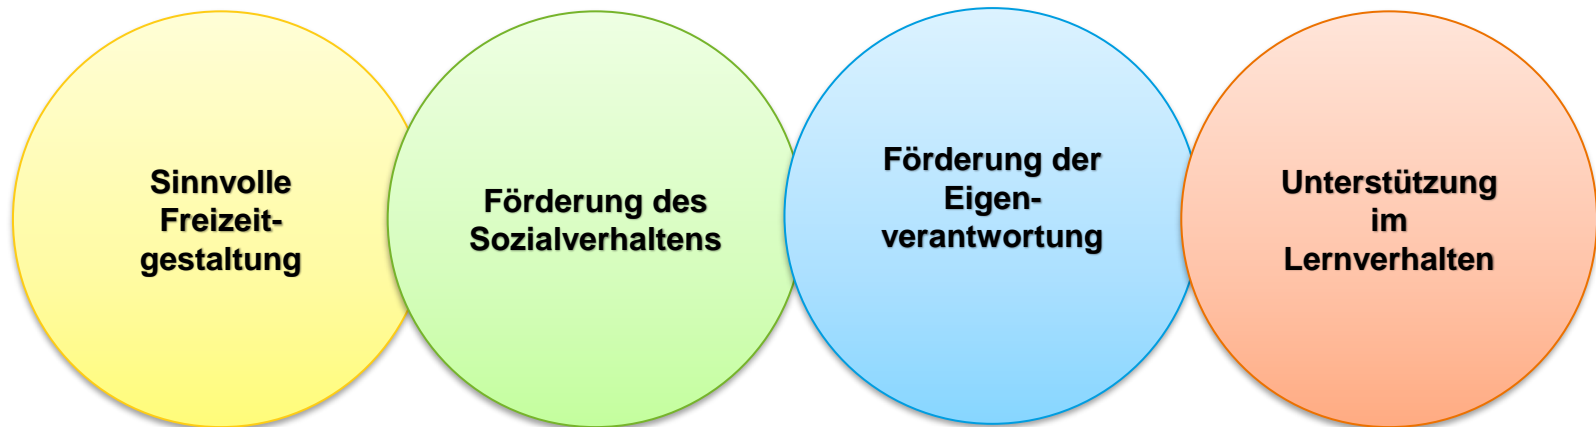 Sinnvolle
Freizeit-
gestaltung
Förderung des
Sozialverhaltens
Förderung der
Eigen-
verantwortung
Unterstützung
im
Lernverhalten